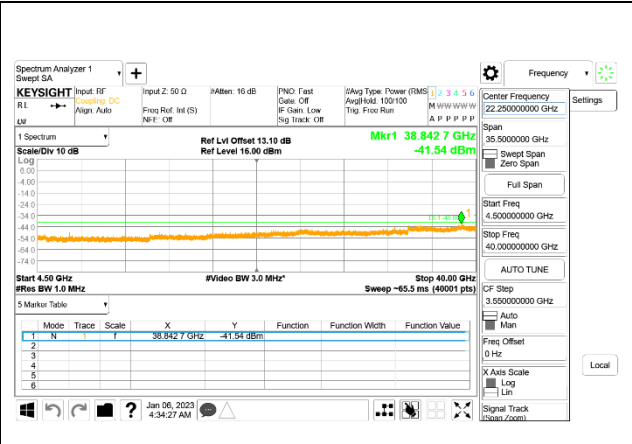 Spectrum Analyzer 1
Swept SA
+
Frequency
KEYSIGHT
Input: RF
Coupling: DC
Align: Auto
Input Z: 50 Ω
Freq Ref: Int (S)
NFE: Off
#Atten: 16 dB
PNO: Fast
Gate: Off
IF Gain: Low
Sig Track: Off
#Avg Type: Power (RMS
Avg|Hold: 100/100
Trig: Free Run
1 2 3 4 5 6
M W W W W W
A P P P P P
RL
1 Spectrum
Scale/Div 10 dB
Ref Lvl Offset 13.10 dB
Ref Level 16.00 dBm
Mkr1 38.842 7 GHz
-41.54 dBm
Log
6.00
-4.00
-14.0
-24.0
-34.0
-44.0
-54.0
-64.0
-74.0
1
Start 4.50 GHz
#Video BW 3.0 MHz*
Stop 40.00 GHz
#Res BW 1.0 MHz
Sweep ~65.5 ms (40001 pts)
5 Marker Table
Mode Trace Scale X Y Function Function Width Function Value
1 N 1 f 38.842 7 GHz -41.54 dBm
2
3
4
5
6
?
Jan 06, 2023
4:34:27 AM
Center Frequency
22.250000000 GHz
Settings
Span
35.5000000 GHz
Swept Span
Zero Span
Full Span
Start Freq
4.500000000 GHz
Stop Freq
40.000000000 GHz
AUTO TUNE
CF Step
3.550000000 GHz
Auto
Man
Freq Offset
0 Hz
X Axis Scale
Log
Lin
Signal Track
(Span Zoom)
Local